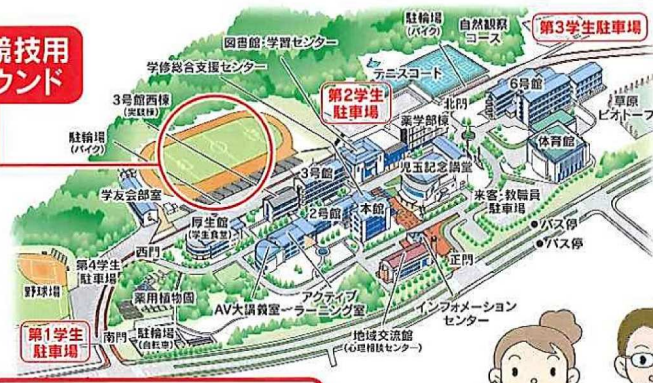 競技用
ウンド
図書館・学習センター
駐輪場
(バイク)
自然観察
コース
第3学生駐車場
学修総合支援センター
テニスコート
3号館西棟
(実験棟)
第2学生
駐車場
駐輪場
(バイク)
北門
6号館
薬学部棟
草原
ビオトープ
体育館
3号館
児玉記念講堂
学友会部室
厚生館
(学生食堂)
2号館
本館
来客・教職員
駐車場
バス停
バス停
西門
正門
第4学生
駐車場
野球場
薬用植物園
AV大講義室
アクティブ
ラーニング室
インフォメーション
センター
第1学生
駐車場
南門
駐輪場
(自転車)
地域交流館
(心理相談センター)